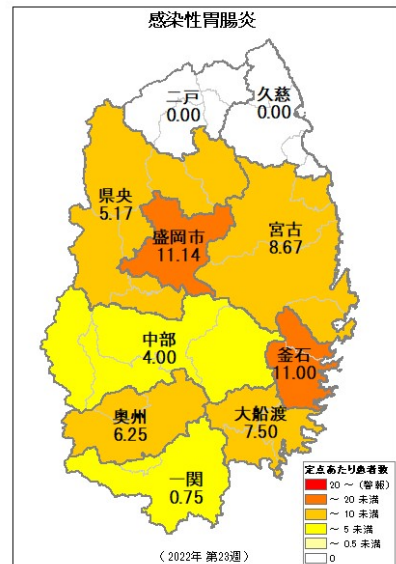 感染性胃腸炎
二戸
0.00
久慈
0.00
県央
5.17
盛岡市
11.14
宮古
8.67
中部
4.00
釜石
11.00
奥州
6.25
大船渡
7.50
一関
0.75
定点あたり患者数
20 ～ (警報)
～ 20 未満
～ 10 未満
～ 5 未満
～ 0.5 未満
0
（2022年 第23週）